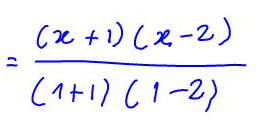 = (x+1)(x-2)
(1+1)(1-2)